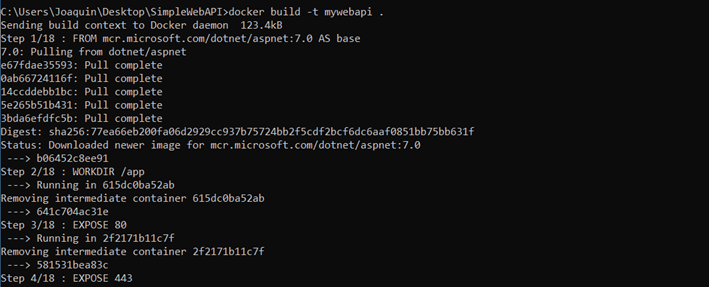 C:\Users\Joaquin\Desktop\SimpleWebAPI>docker build -t mywebapi .
Sending build context to Docker daemon  123.4kB
Step 1/18 : FROM mcr.microsoft.com/dotnet/aspnet:7.0 AS base
7.0: Pulling from dotnet/aspnet
e67fdae35593: Pull complete
0ab66724116f: Pull complete
14ccddebb1bc: Pull complete
5e265b51b431: Pull complete
3bda6efdfc5b: Pull complete
Digest: sha256:77ea66eb200fa06d2929cc937b75724bb2f5cdf2bcf6dc6aaf0851bb75bb631f
Status: Downloaded newer image for mcr.microsoft.com/dotnet/aspnet:7.0
 ---> b06452c8ee91
Step 2/18 : WORKDIR /app
 ---> Running in 615dc0ba52ab
Removing intermediate container 615dc0ba52ab
 ---> 641c704ac31e
Step 3/18 : EXPOSE 80
 ---> Running in 2f2171b11c7f
Removing intermediate container 2f2171b11c7f
 ---> 581531bea83c
Step 4/18 : EXPOSE 443